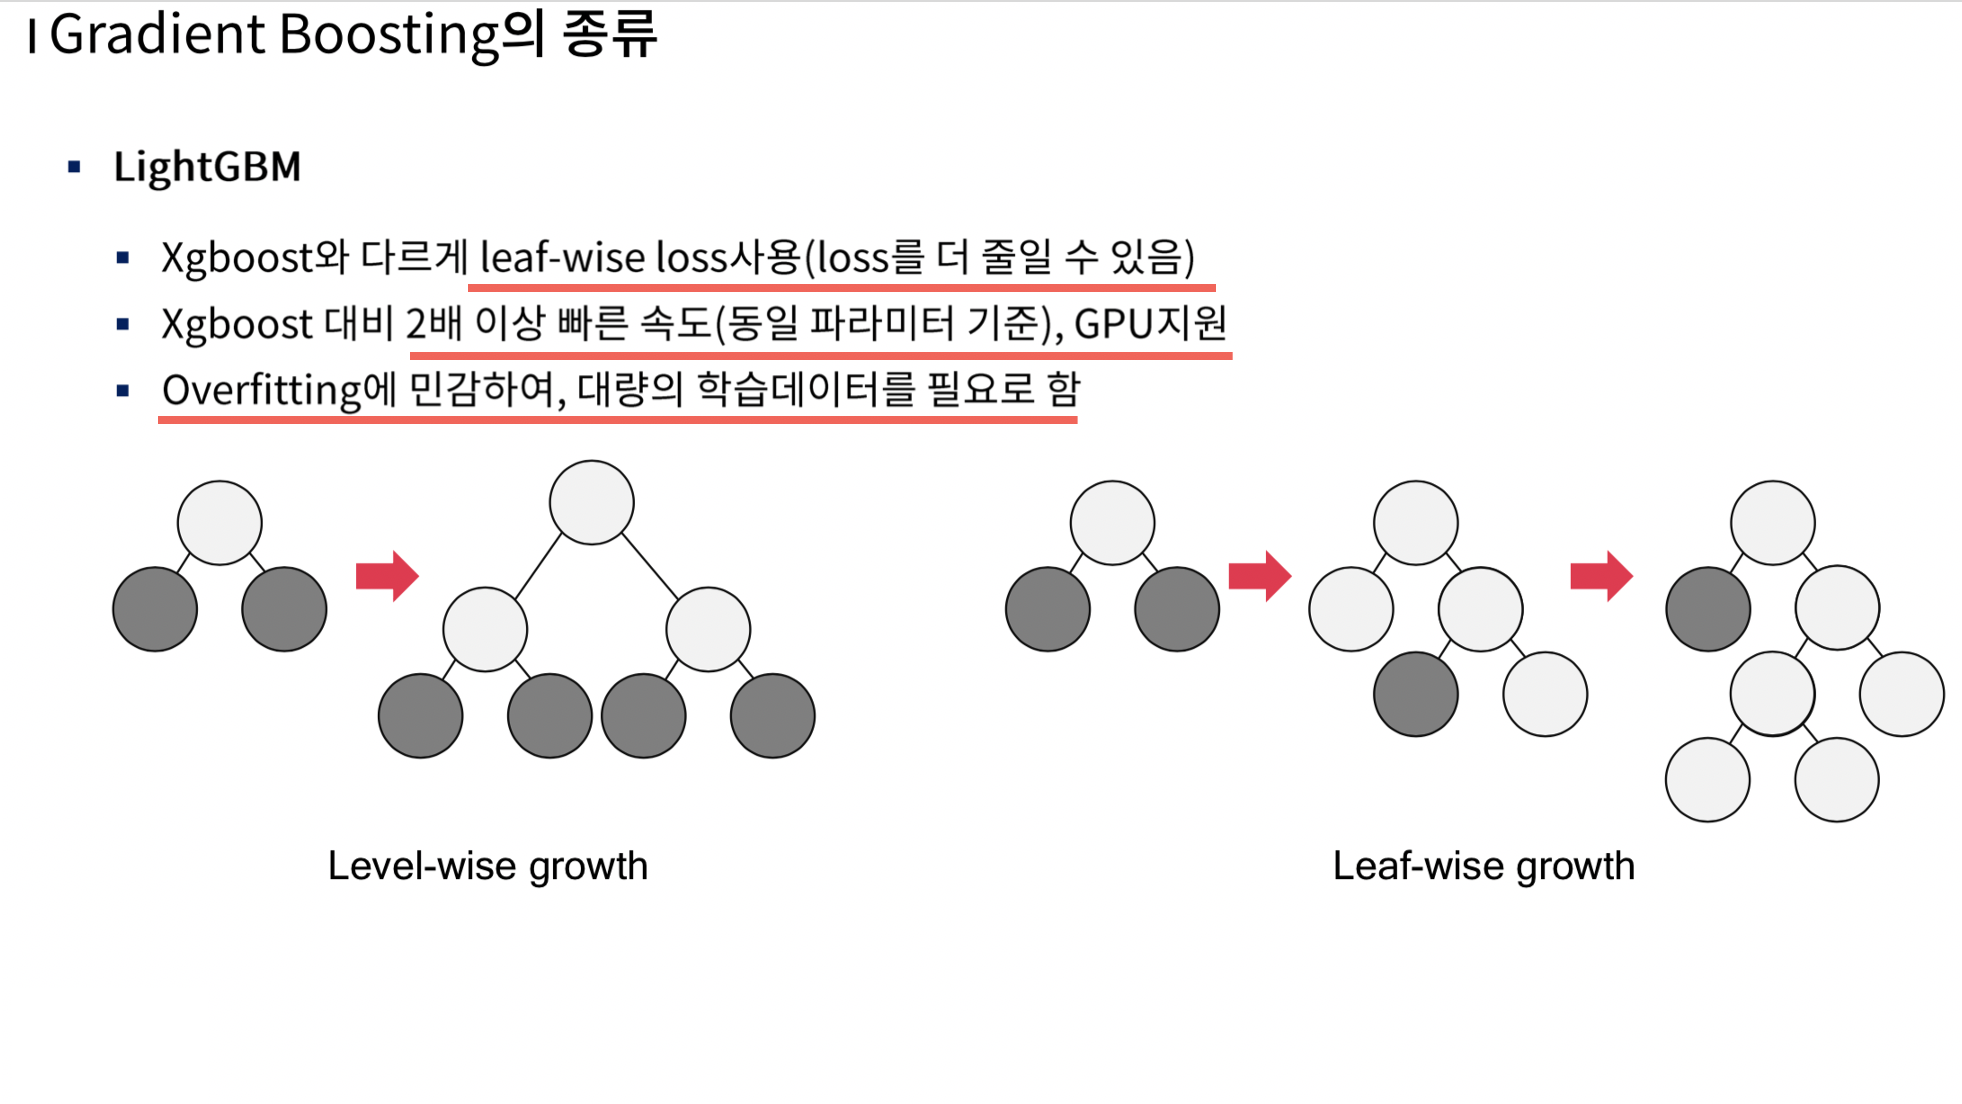 | Gradient Boosting의 종류
▪ LightGBM
▪ Xgboost와 다르게 leaf-wise loss사용(loss를 더 줄일 수 있음)
▪ Xgboost 대비 2배 이상 빠른 속도(동일 파라미터 기준), GPU지원
▪ Overfitting에 민감하여, 대량의 학습데이터를 필요로 함
Level-wise growth
Leaf-wise growth